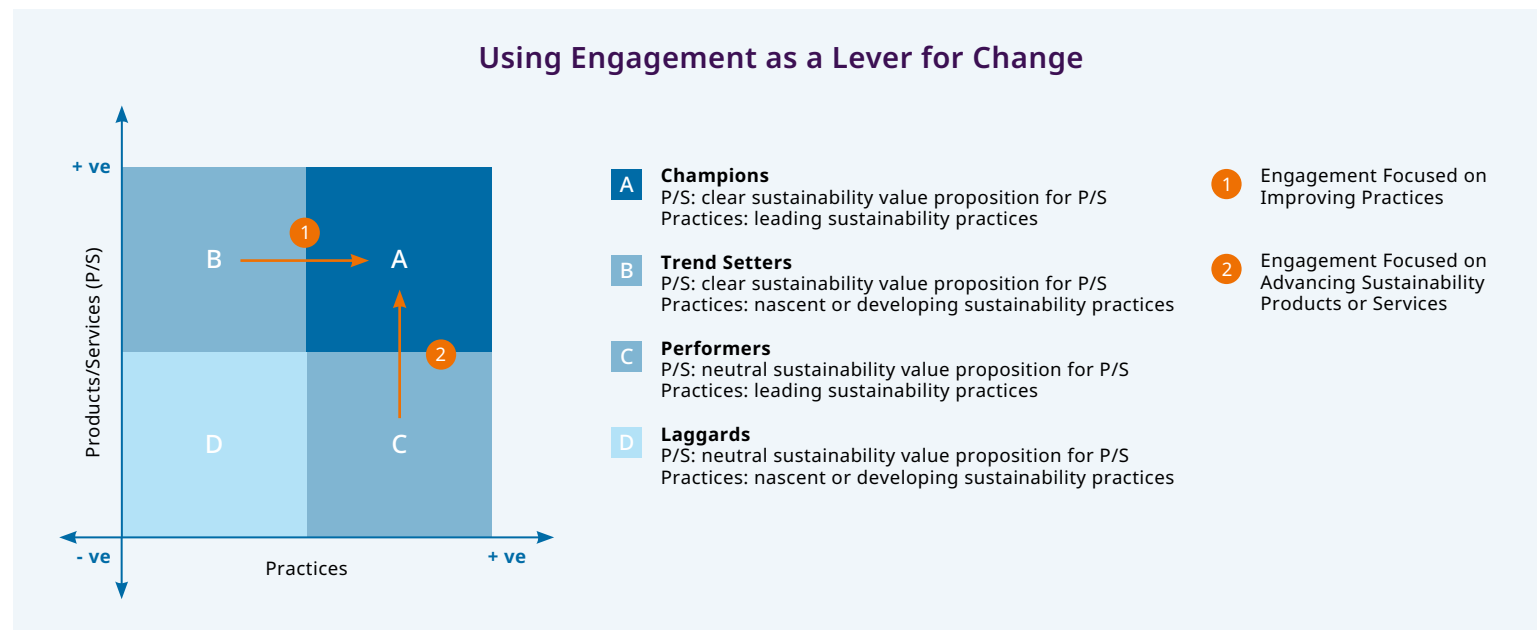 Using Engagement as a Lever for Change
+ ve
Products/Services (P/S)
B
1
A
2
D
C
- ve
Practices
+ ve
A
Champions
P/S: clear sustainability value proposition for P/S
Practices: leading sustainability practices
B
Trend Setters
P/S: clear sustainability value proposition for P/S
Practices: nascent or developing sustainability practices
C
Performers
P/S: neutral sustainability value proposition for P/S
Practices: leading sustainability practices
D
Laggards
P/S: neutral sustainability value proposition for P/S
Practices: nascent or developing sustainability practices
1
Engagement Focused on
Improving Practices
2
Engagement Focused on
Advancing Sustainability
Products or Services